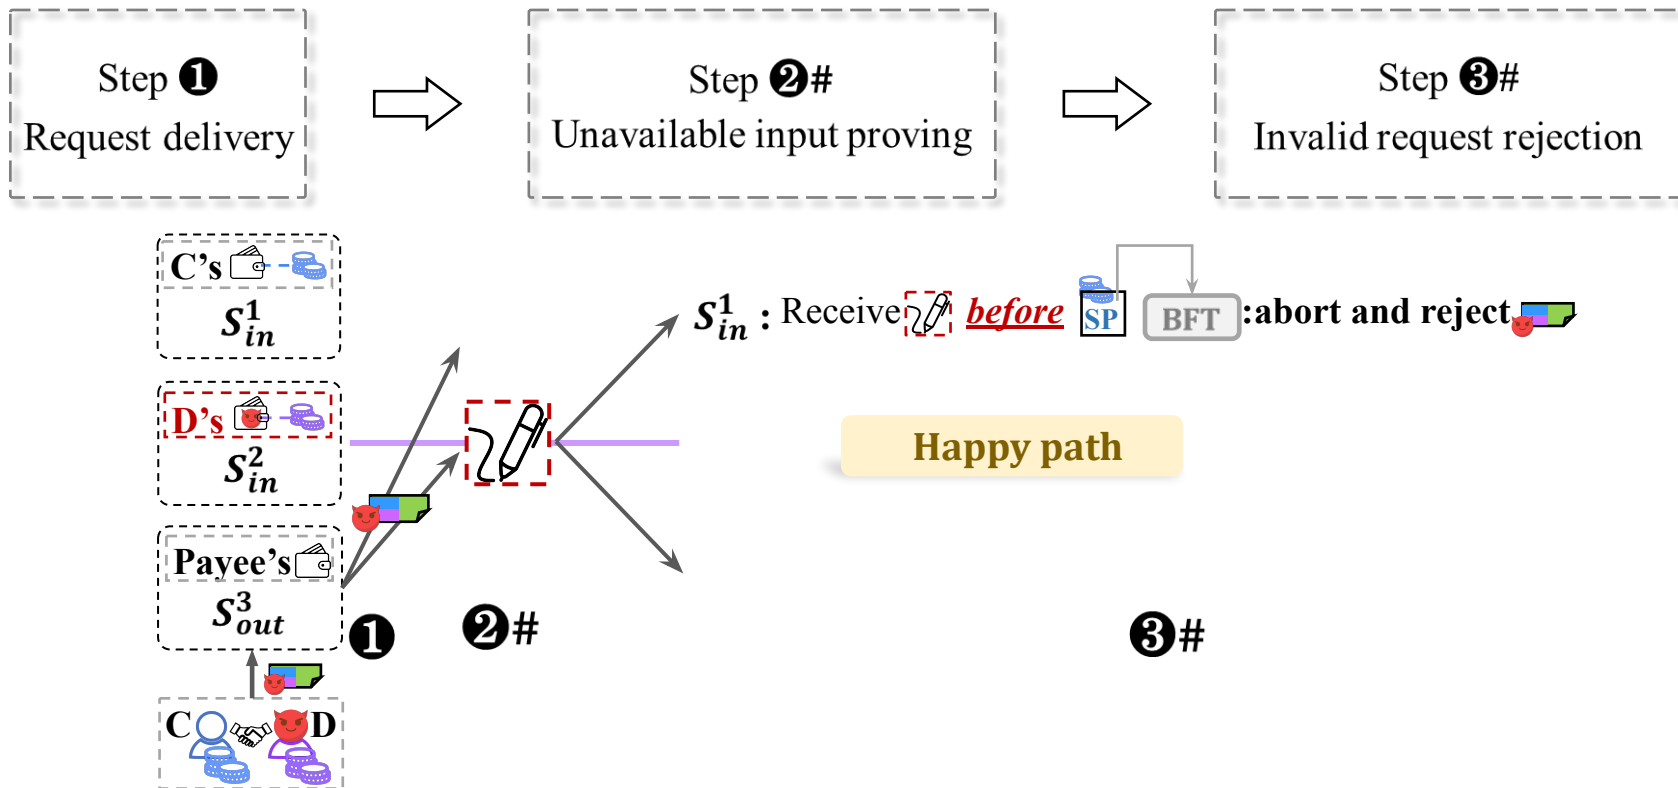 Step ❶
Request delivery
Step ❷#
Unavailable input proving
Step ❸#
Invalid request rejection
C's
S¹ᵢₙ
D's
S²ᵢₙ
Payee's
S³ₒᵤₜ
C D
❶
❷#
S¹ᵢₙ : Receive before SP BFT :abort and reject
Happy path
❸#